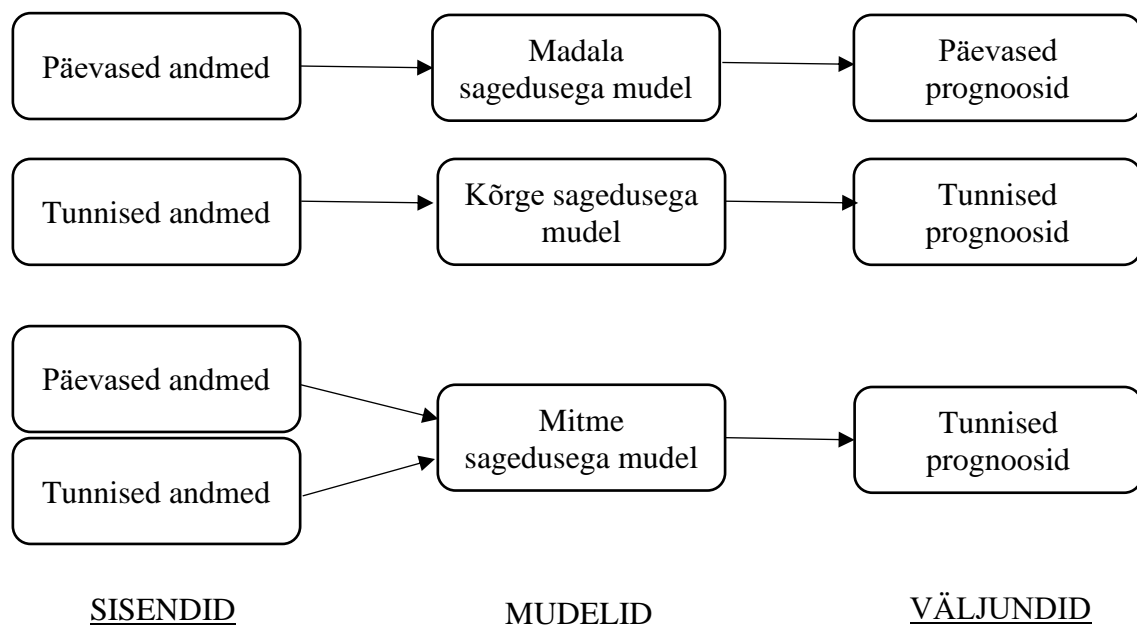 Päevased andmed
Madala
sagedusega mudel
Päevased
prognoosid
Tunnised andmed
Kõrge sagedusega
mudel
Tunnised
prognoosid
Päevased andmed
Tunnised andmed
Mitme
sagedusega mudel
Tunnised
prognoosid
SISENDID
MUDELID
VÄLJUNDID